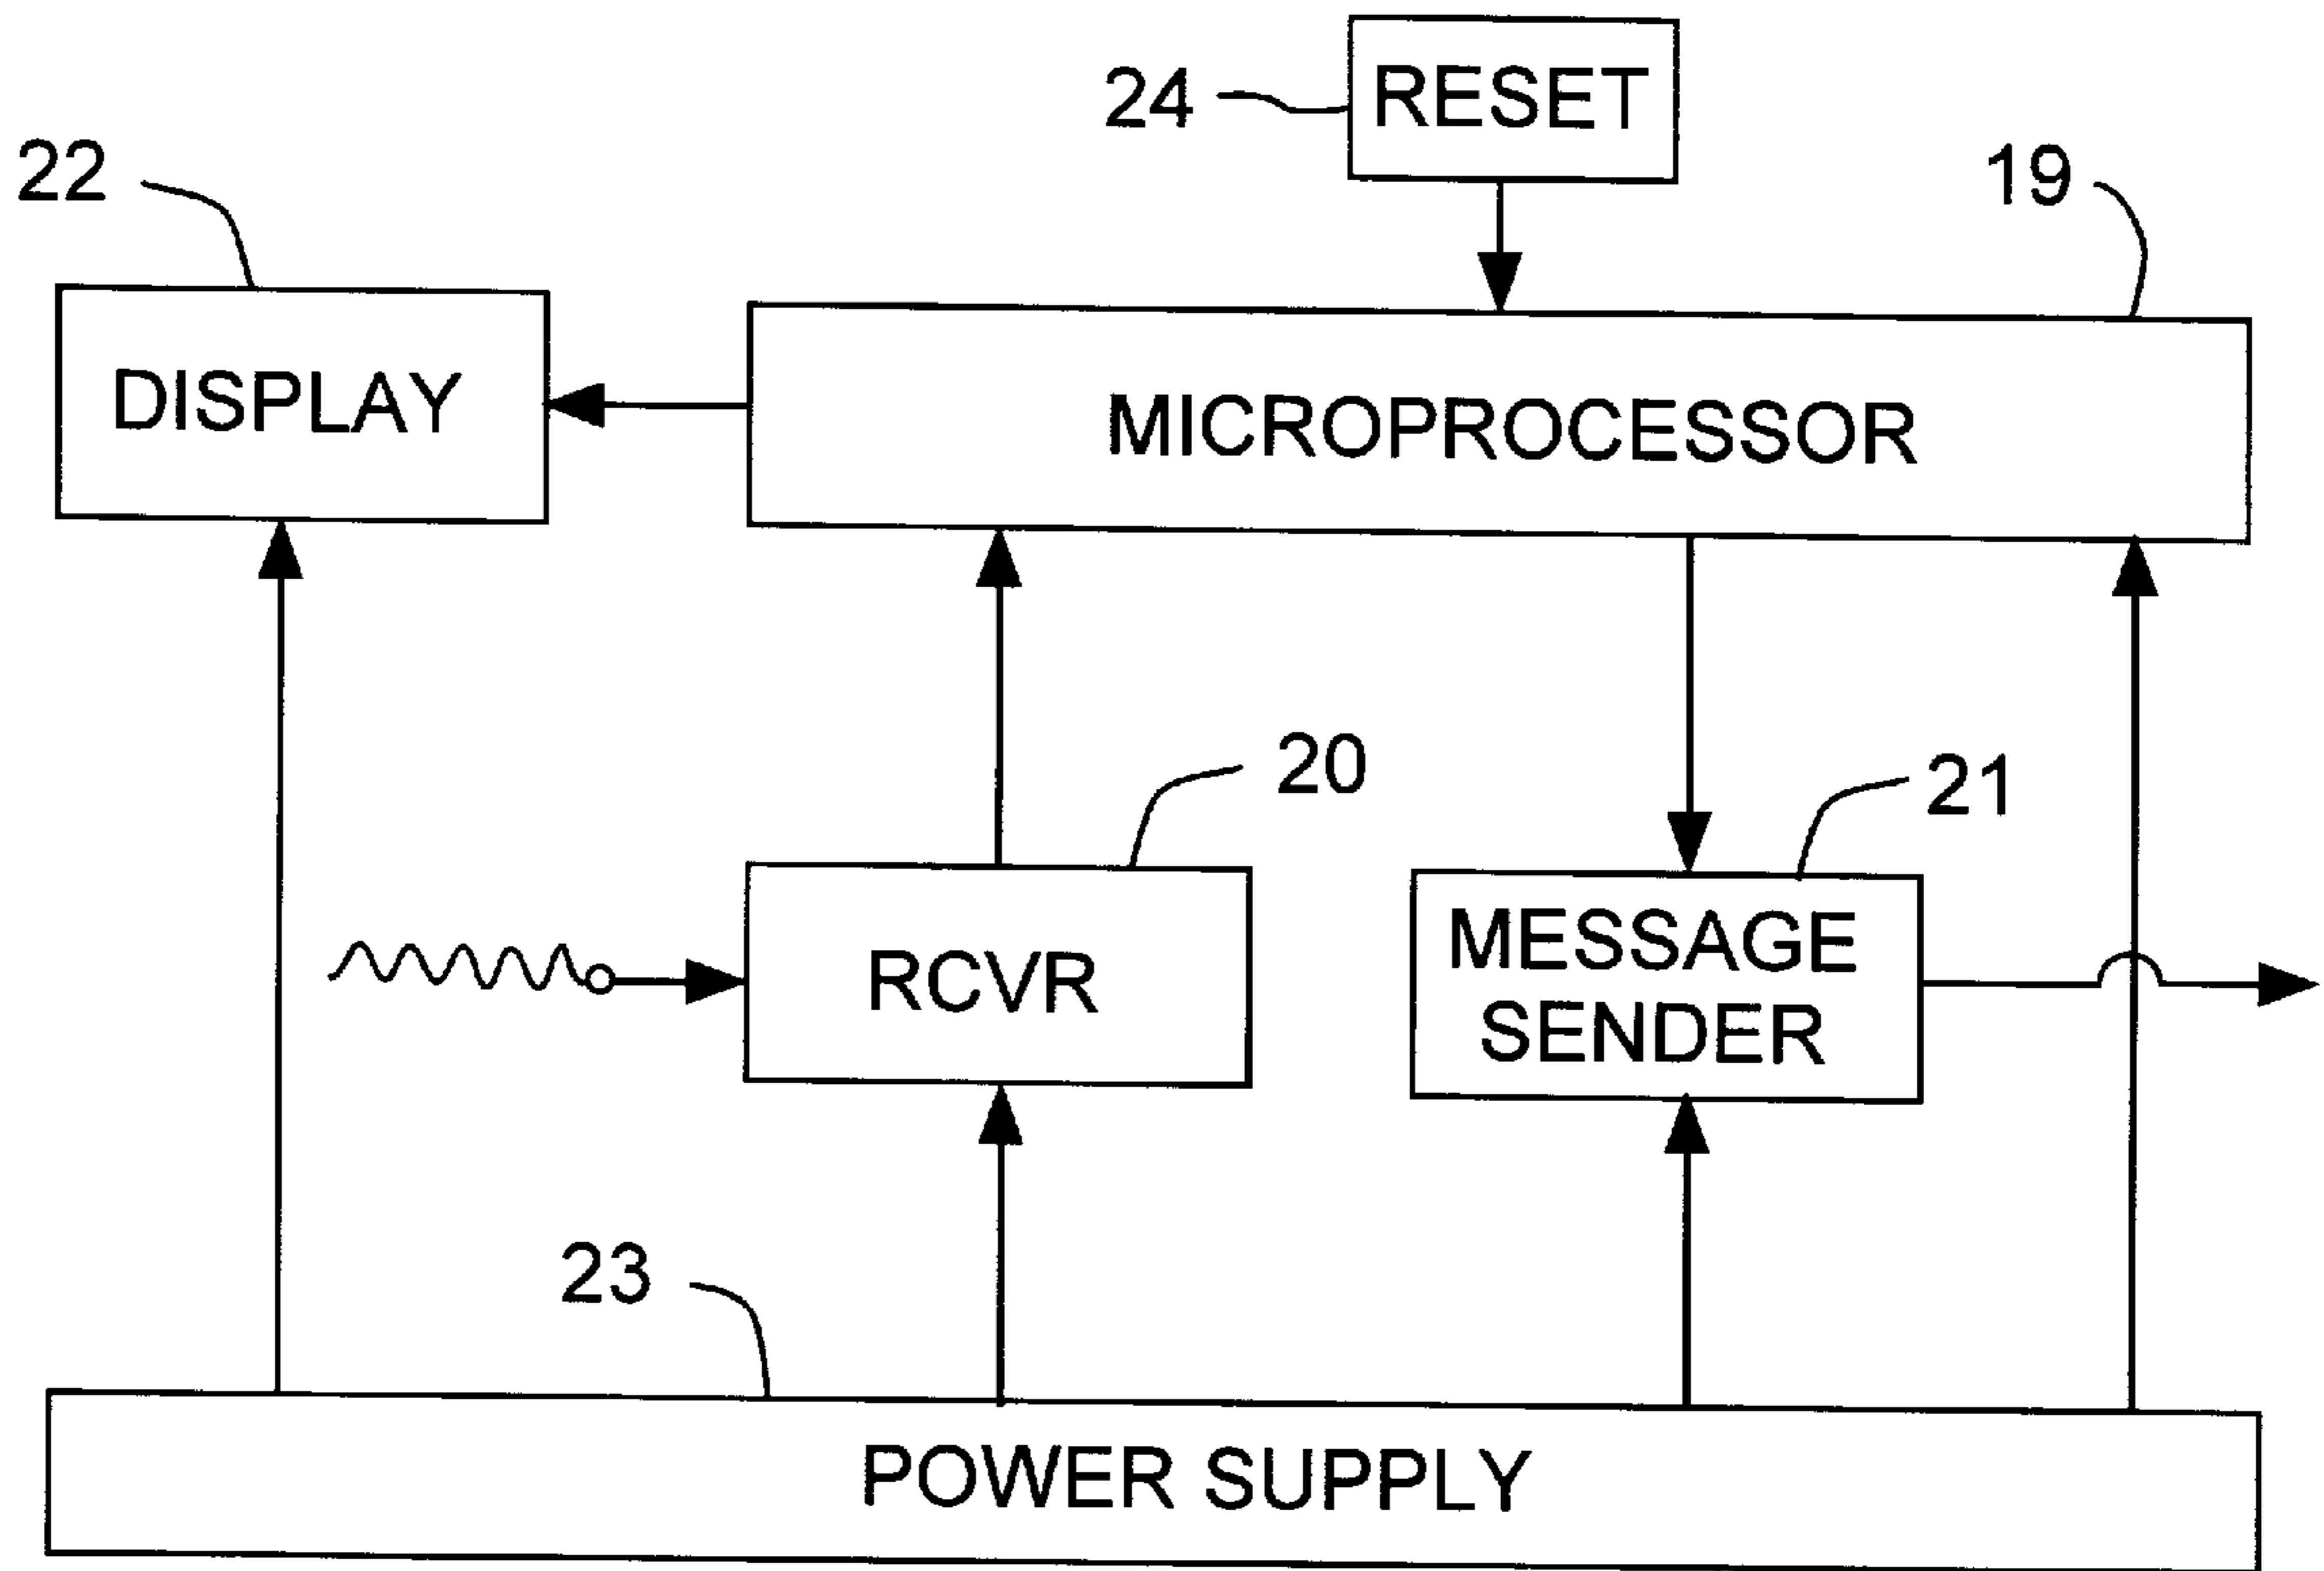 24
RESET
22
19
DISPLAY
MICROPROCESSOR
20
21
RCVR
MESSAGE
SENDER
23
POWER SUPPLY